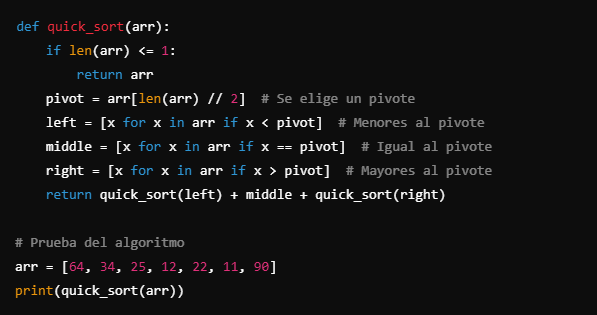 def quick_sort(arr):
    if len(arr) <= 1:
        return arr
    pivot = arr[len(arr) // 2]  # Se elige un pivote
    left = [x for x in arr if x < pivot]  # Menores al pivote
    middle = [x for x in arr if x == pivot]  # Igual al pivote
    right = [x for x in arr if x > pivot]  # Mayores al pivote
    return quick_sort(left) + middle + quick_sort(right)

# Prueba del algoritmo
arr = [64, 34, 25, 12, 22, 11, 90]
print(quick_sort(arr))